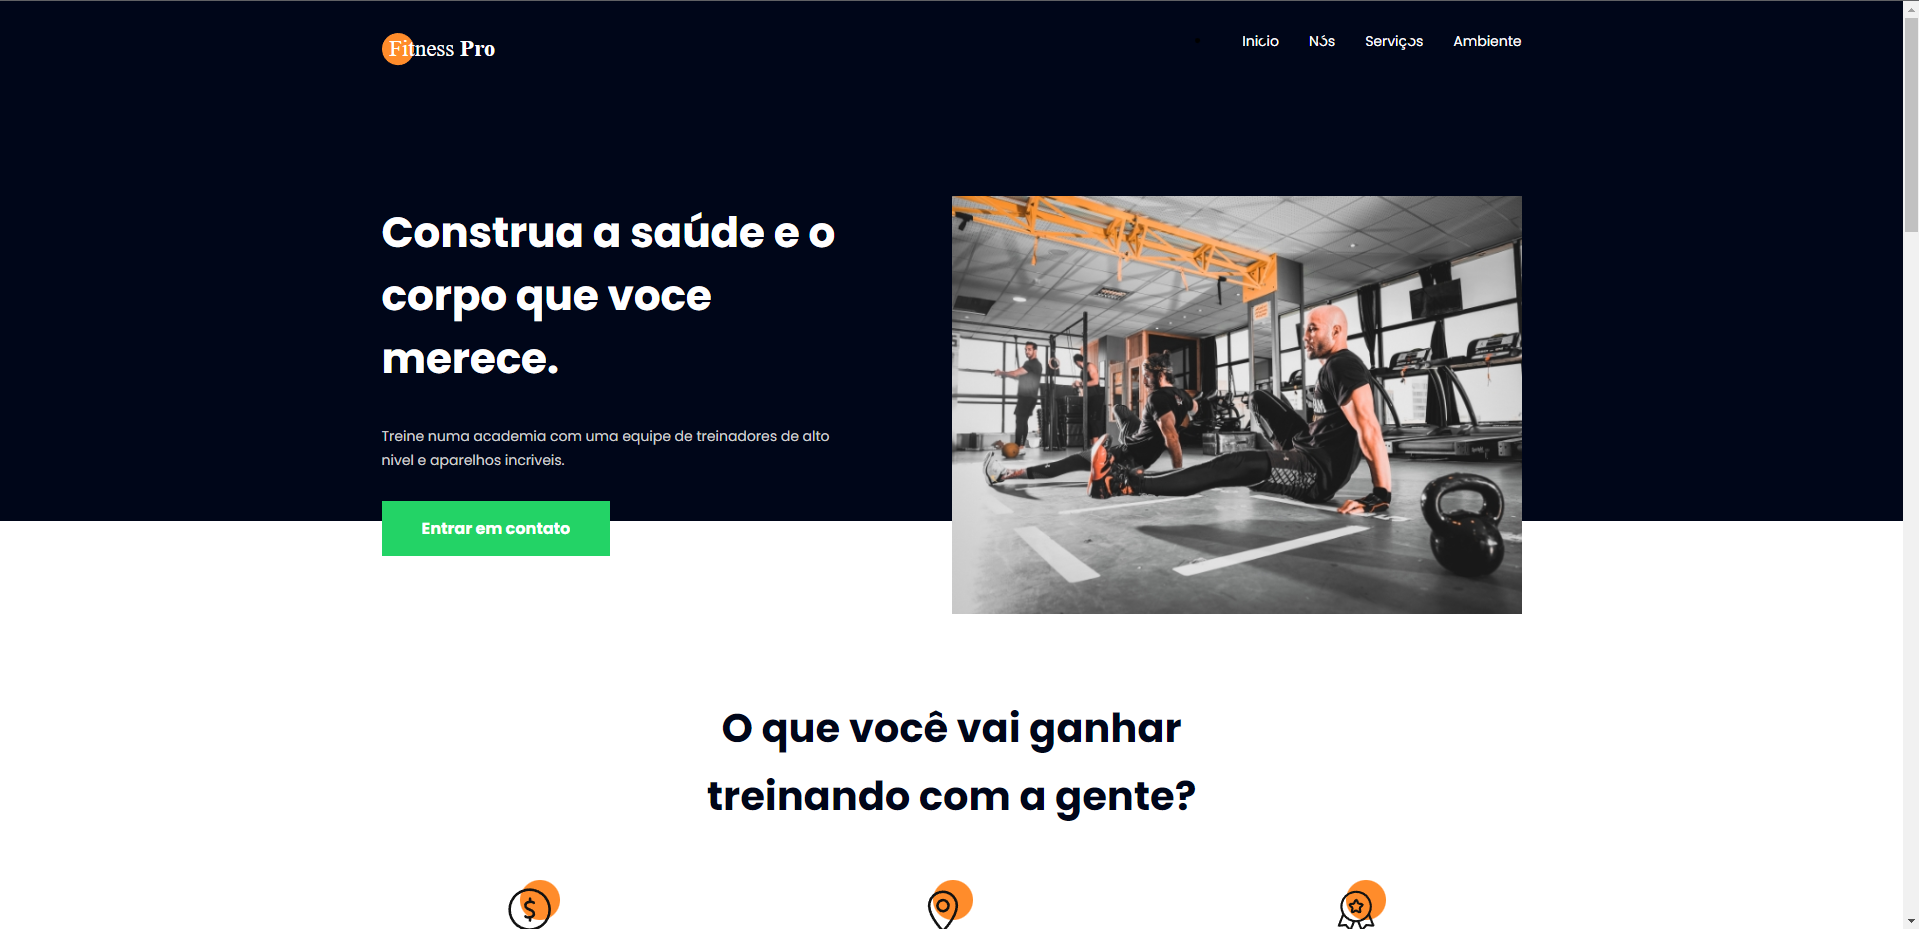 Fitness Pro
Inicio Nós Serviços Ambiente
Construa a saúde e o
corpo que voce
merece.
Treine numa academia com uma equipe de treinadores de alto
nivel e aparelhos incriveis.
Entrar em contato
O que você vai ganhar
treinando com a gente?
$